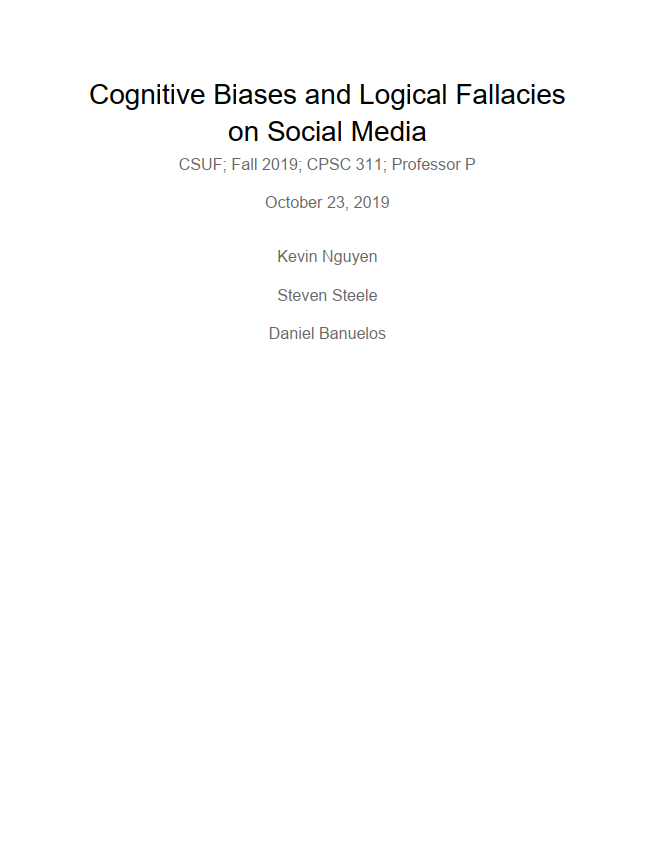 Cognitive Biases and Logical Fallacies
on Social Media
CSUF; Fall 2019; CPSC 311; Professor P
October 23, 2019
Kevin Nguyen
Steven Steele
Daniel Banuelos